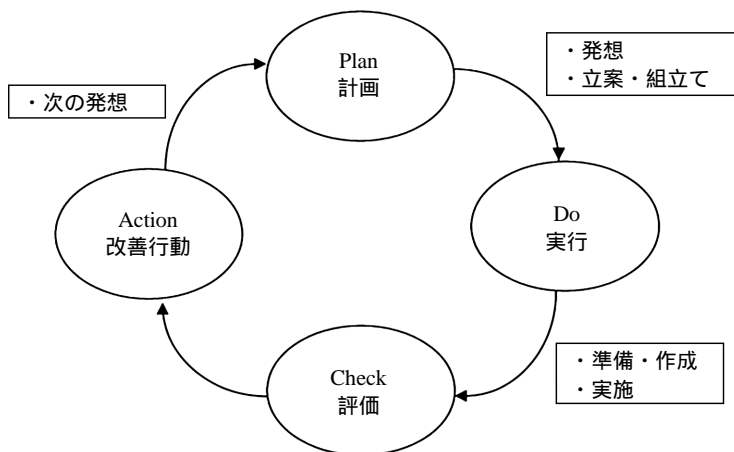 Plan
計画
・発想
・立案・組立て
・次の発想
Action
改善行動
Do
実行
Check
評価
・準備・作成
・実施